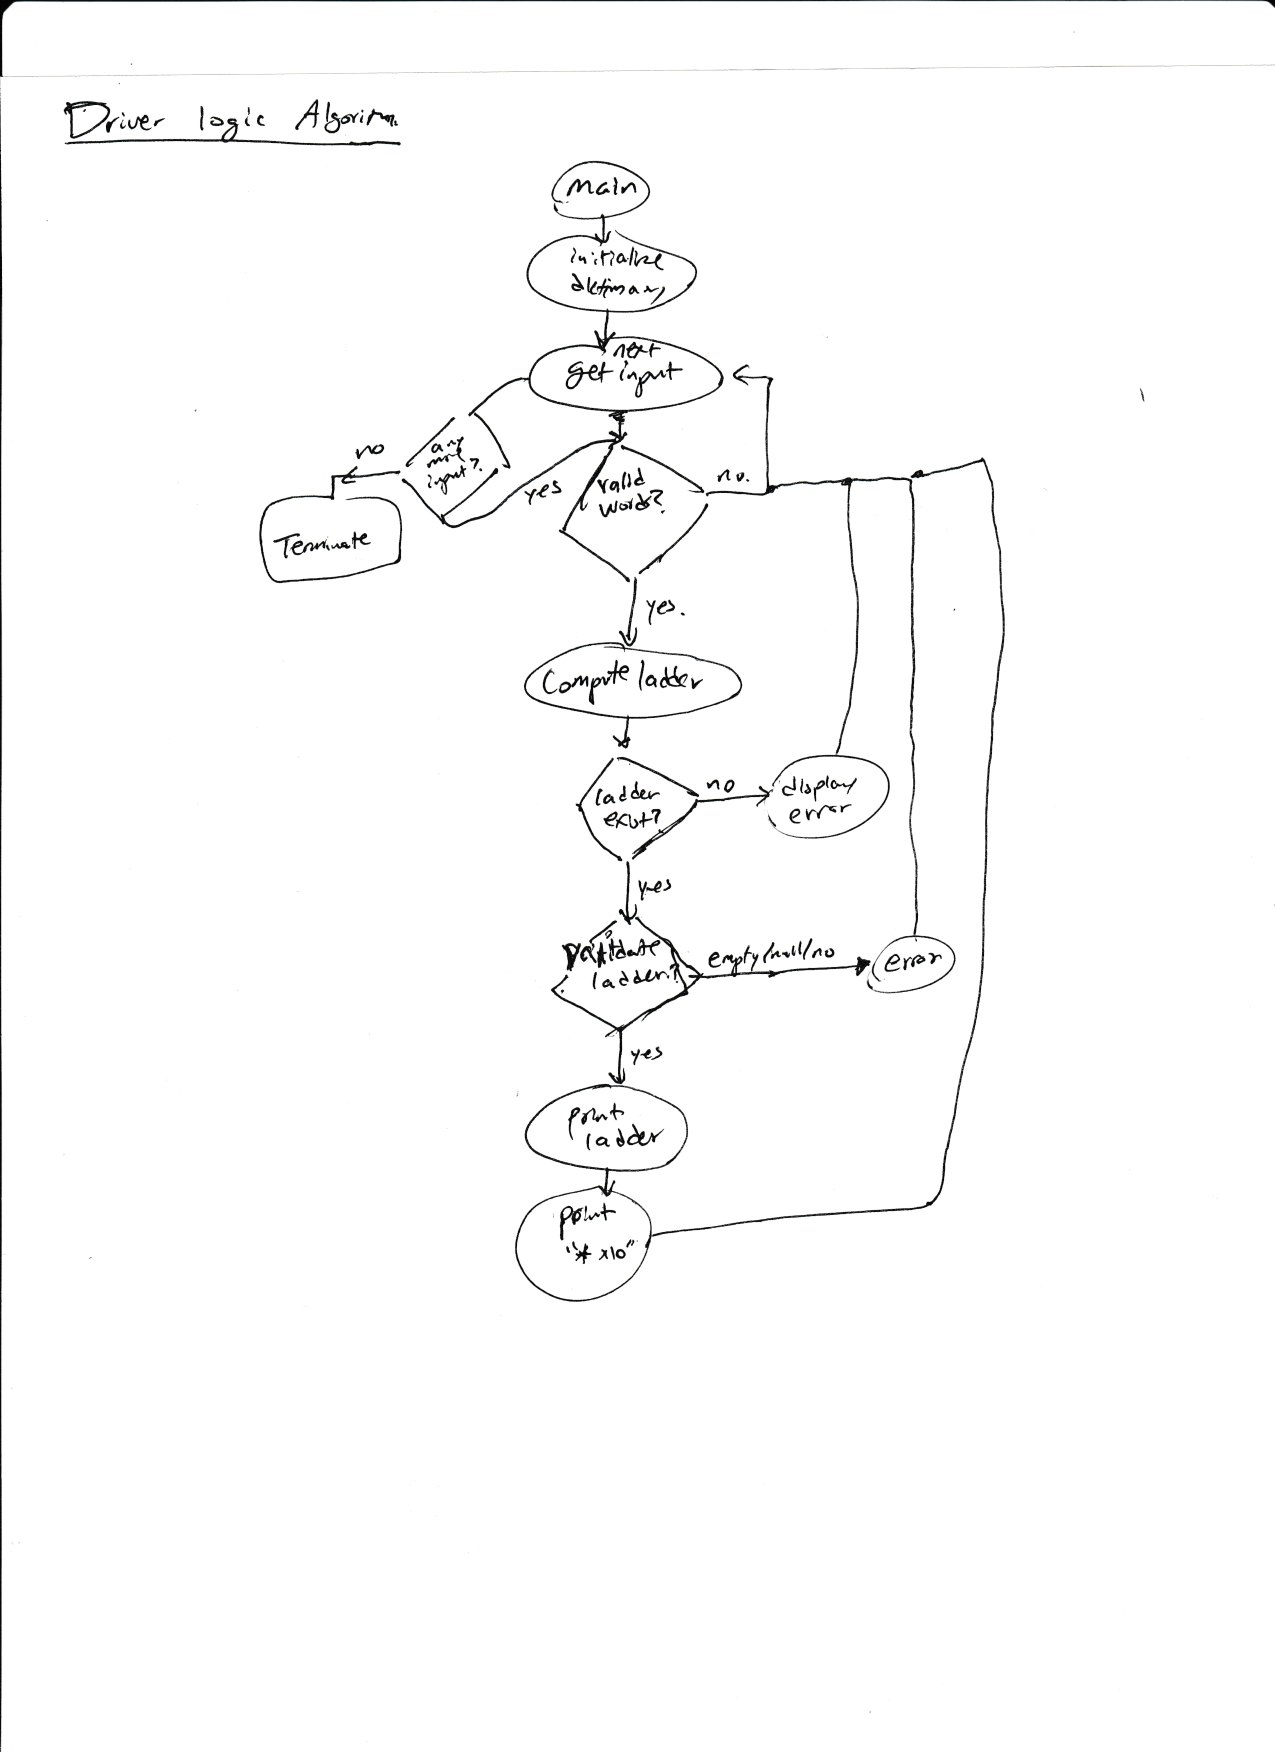 Driver logic Algorithm
main
initialize
dictionary
next
get input
any
more
input?
no
yes
Terminate
valid
words?
no.
yes.
Compute ladder
ladder
exist?
no
display
error
yes
Validate
ladder?
empty/null/no
error
yes
print
ladder
print
"* x10"